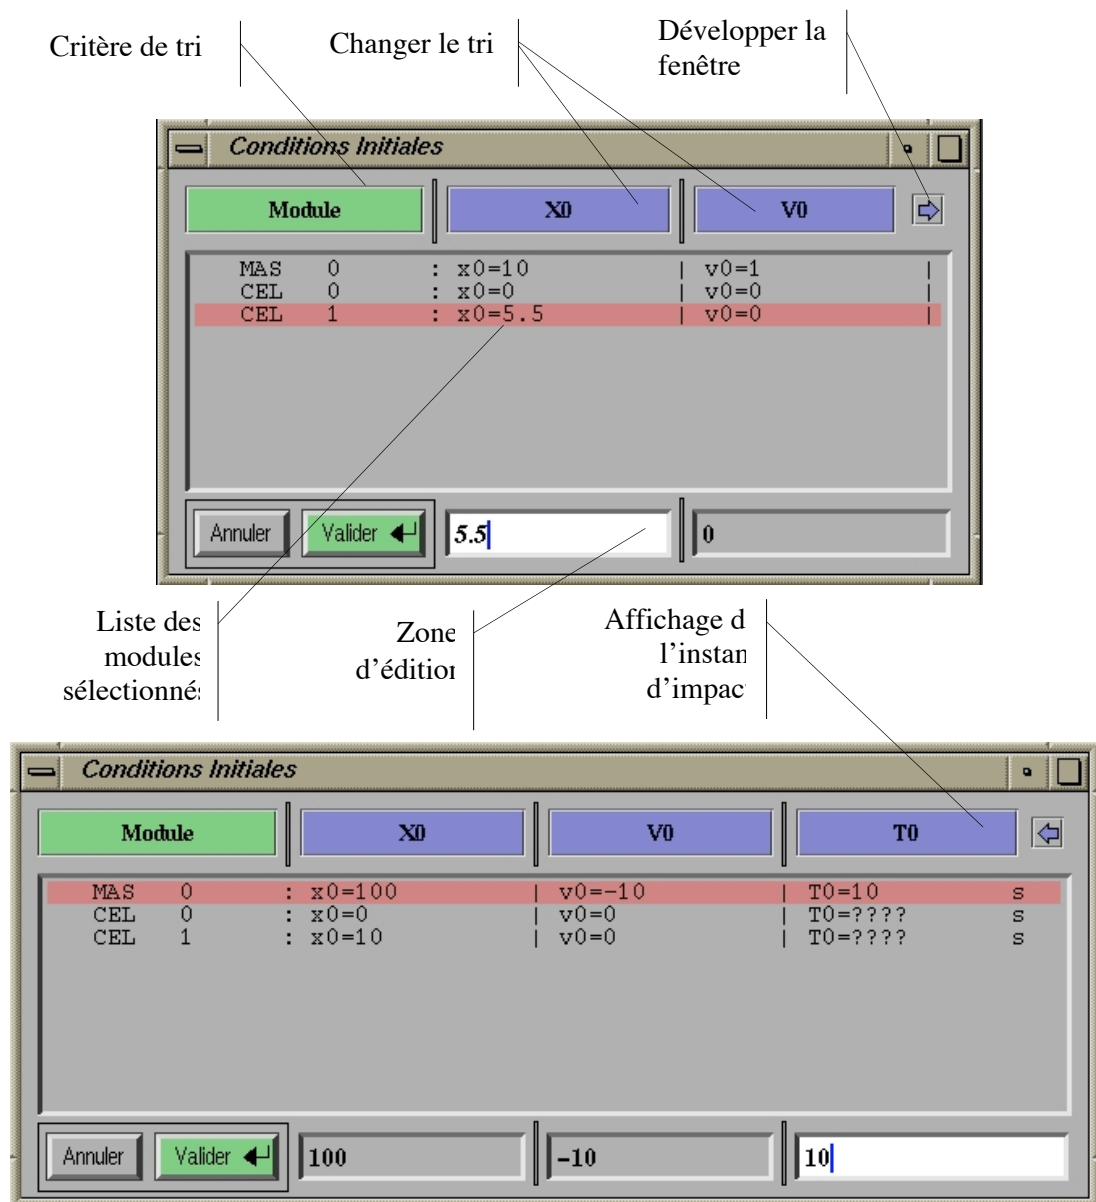 Critère de tri
Changer le tri
Développer la
fenêtre
Conditions Initiales
Module X0 V0
MAS 0 : x0=10 | v0=1 |
CEL 0 : x0=0 | v0=0 |
CEL 1 : x0=5.5 | v0=0 |
Annuler Valider 5.5 0
Liste des
modules
sélectionnés
Zone
d'édition
Affichage d
l'instan
d'impac
Conditions Initiales
Module X0 V0 T0
MAS 0 : x0=100 | v0=-10 | T0=10 s
CEL 0 : x0=0 | v0=0 | T0=???? s
CEL 1 : x0=10 | v0=0 | T0=???? s
Annuler Valider 100 -10 10